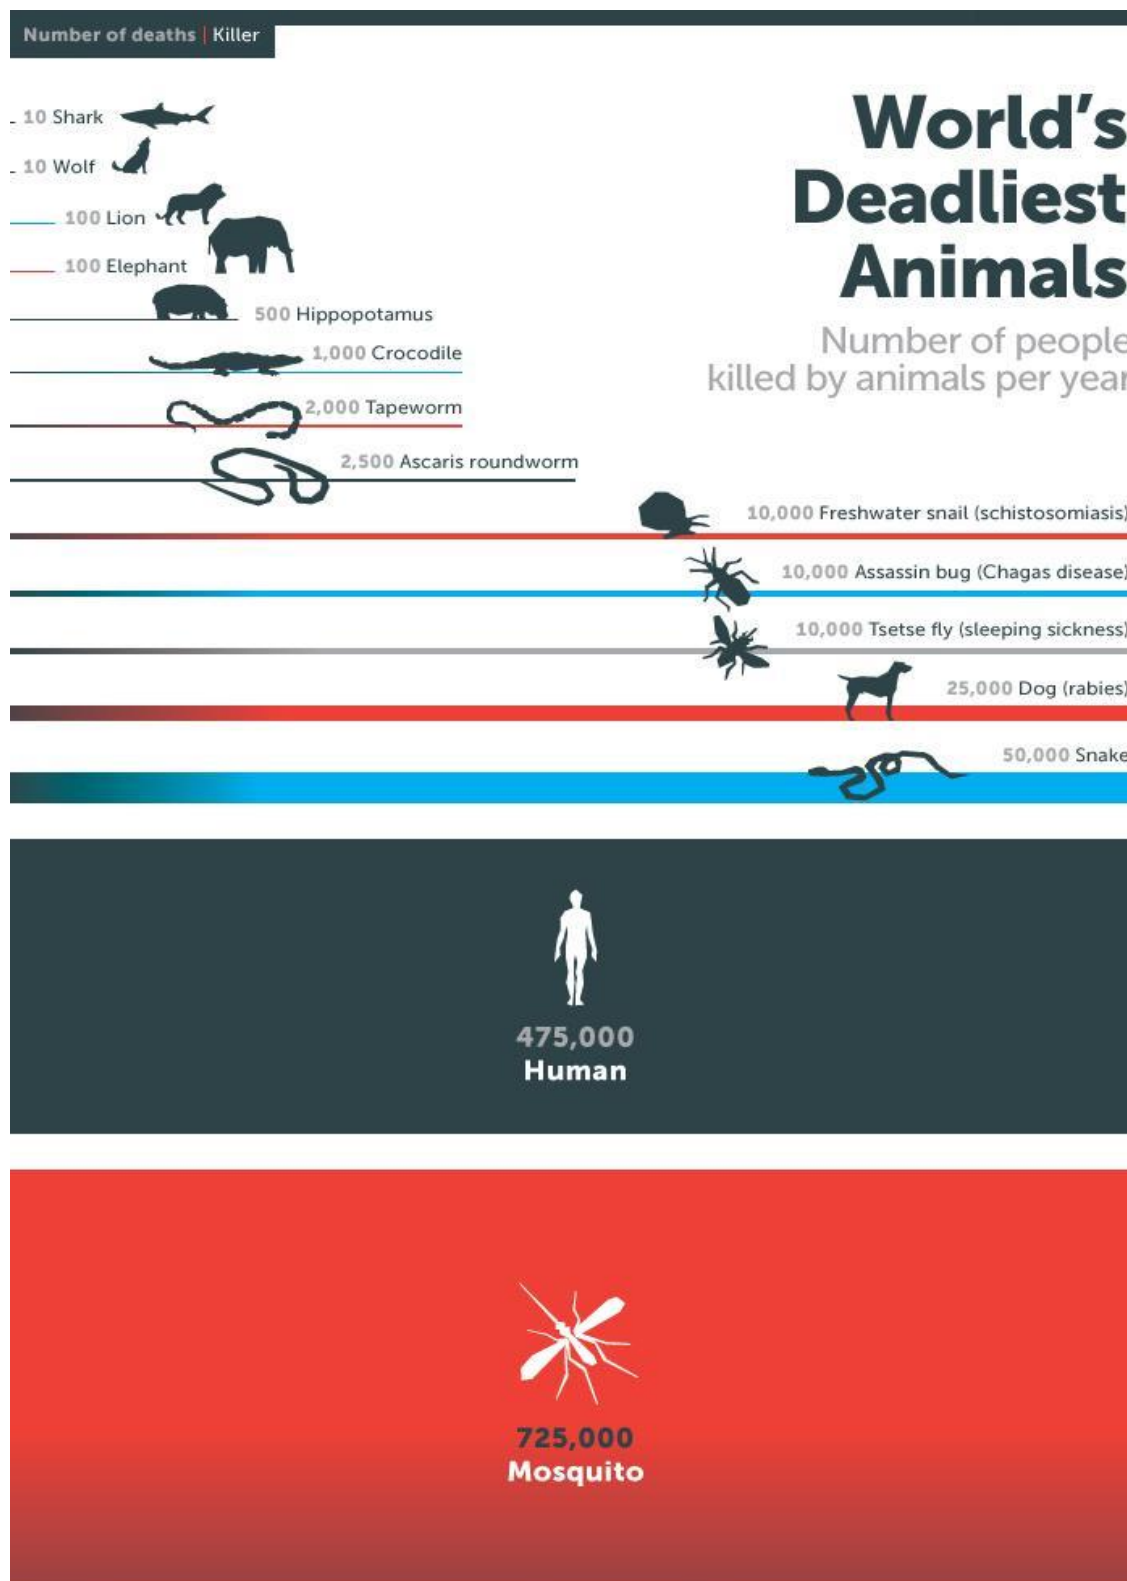 Number of deaths | Killer
World's
Deadliest
Animals
Number of people
killed by animals per year
10 Shark
10 Wolf
100 Lion
100 Elephant
500 Hippopotamus
1,000 Crocodile
2,000 Tapeworm
2,500 Ascaris roundworm
10,000 Freshwater snail (schistosomiasis)
10,000 Assassin bug (Chagas disease)
10,000 Tsetse fly (sleeping sickness)
25,000 Dog (rabies)
50,000 Snake
475,000
Human
725,000
Mosquito